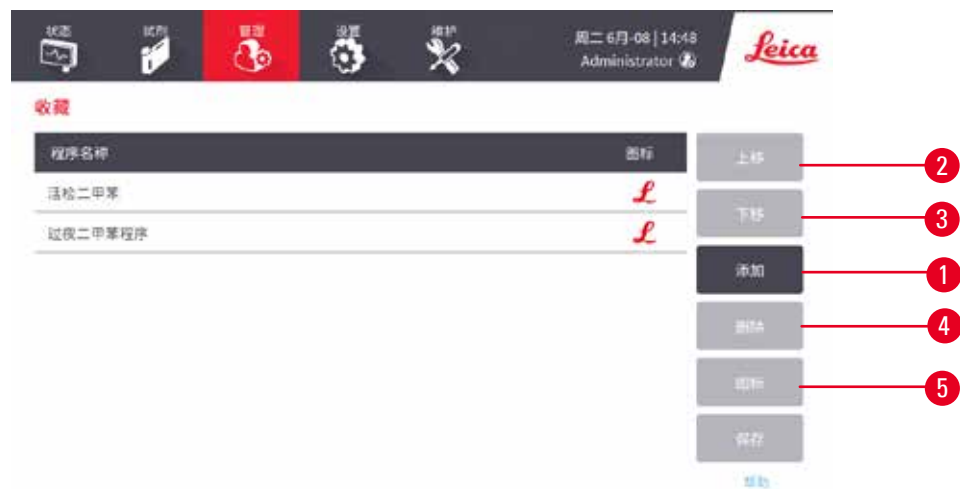 状态 试剂 管理 设置 维护
周二 6月-08 | 14:48
Administrator
Leica
收藏
程序名称 图标
上移 2
活检二甲苯 L
下移 3
过夜二甲苯程序 L
添加 1
删除 4
图标 5
保存
帮助